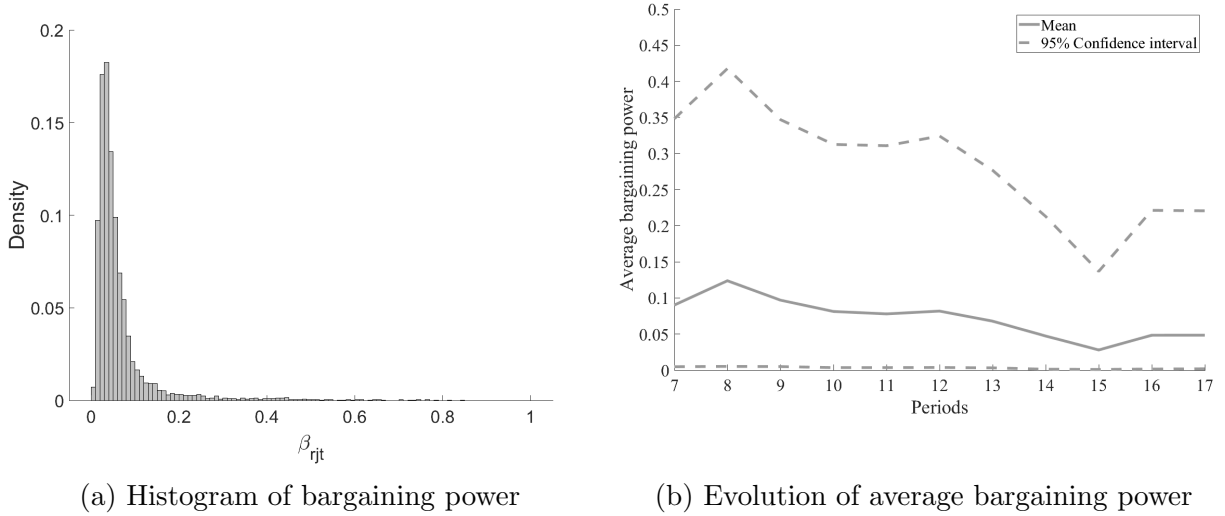 0.2
0.15
0.1
0.05
0
Density
0 0.2 0.4 0.6 0.8 1
β_rjt
(a) Histogram of bargaining power
0.5
0.45
0.4
0.35
0.3
0.25
0.2
0.15
0.1
0.05
0
Average bargaining power
Mean
95% Confidence interval
7 8 9 10 11 12 13 14 15 16 17
Periods
(b) Evolution of average bargaining power